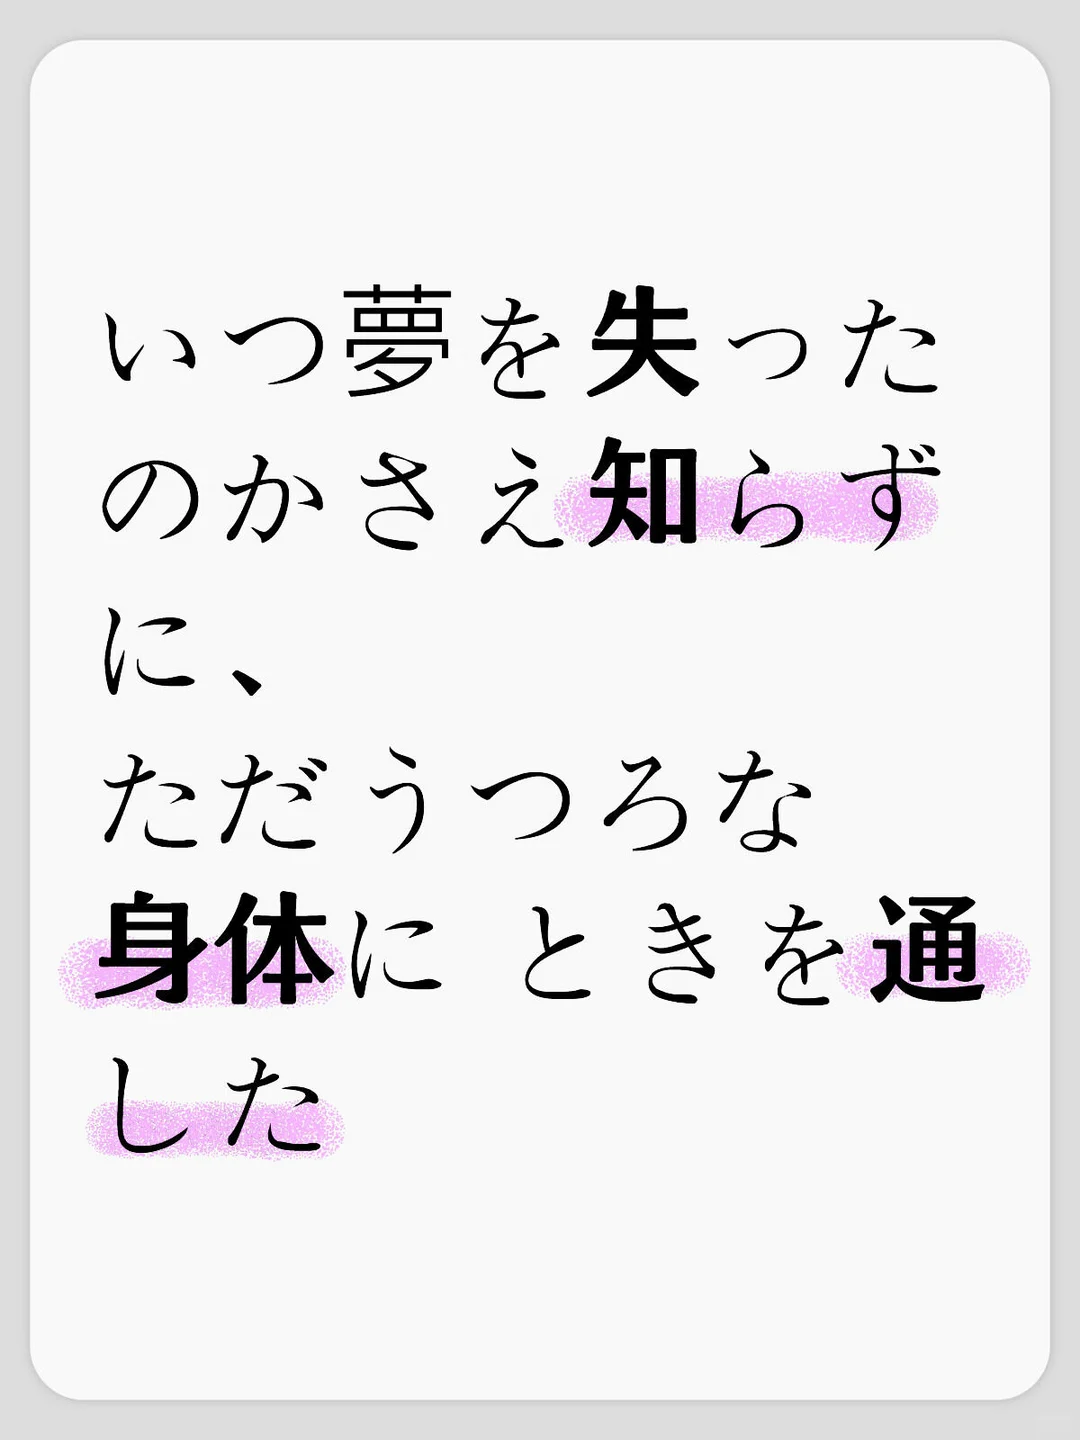 いつ夢を失った
のかさえ知らず
に、
ただうつろな
身体に ときを通
した